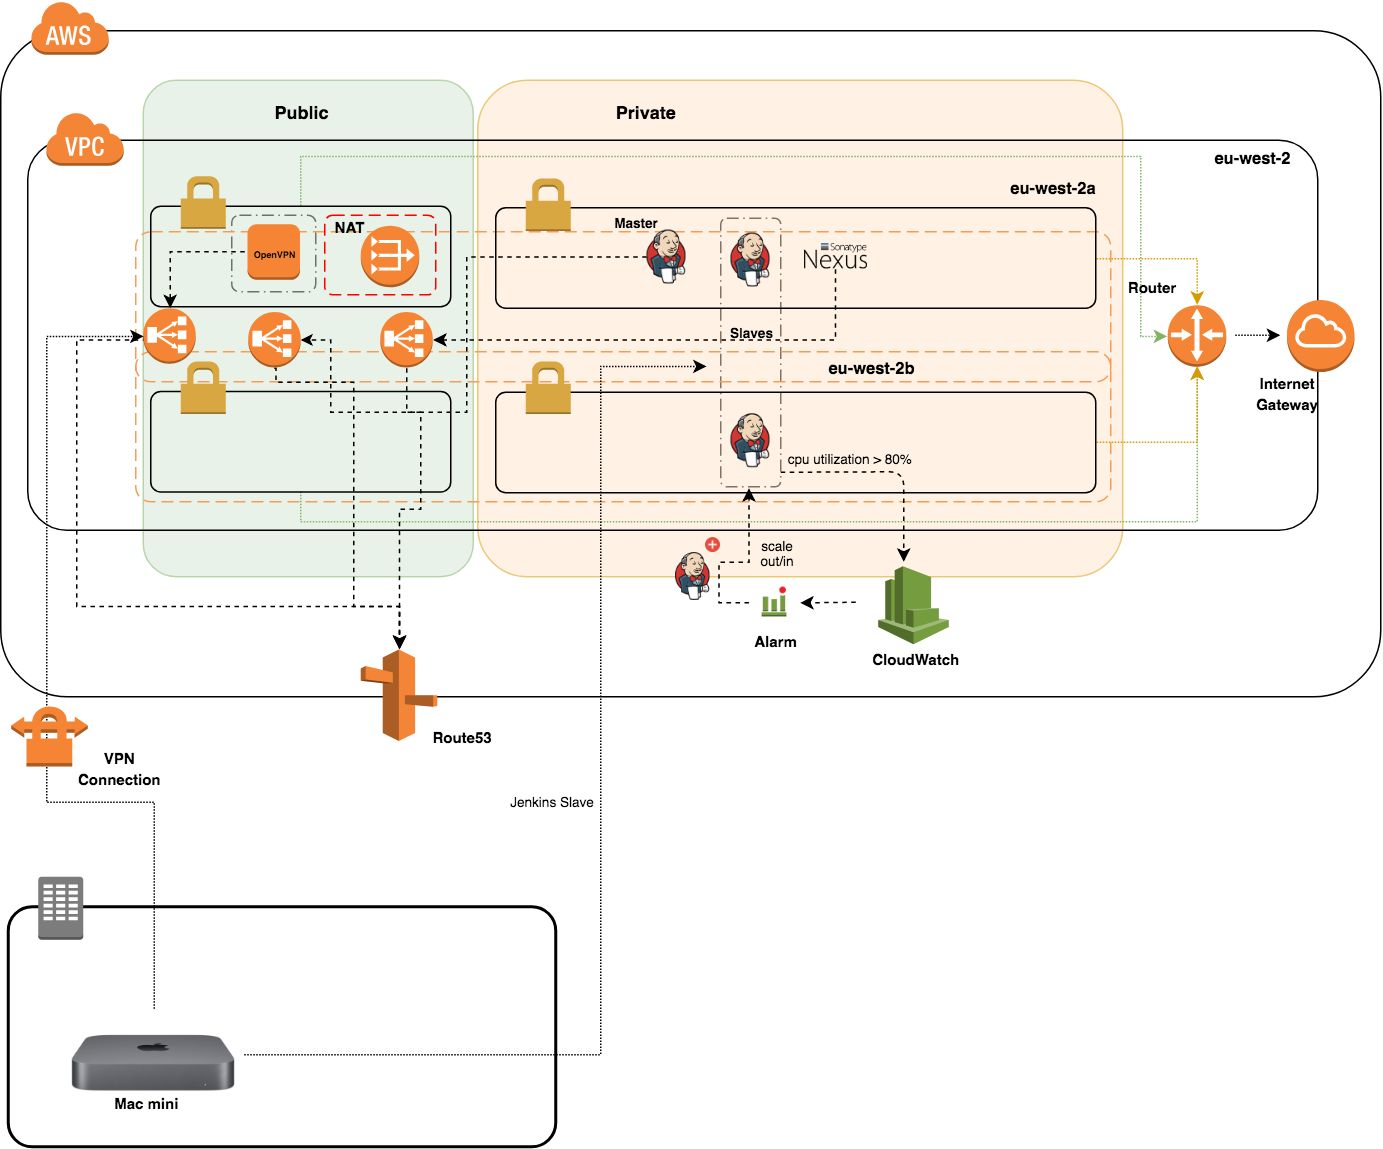 AWS
Public
Private
VPC
eu-west-2
eu-west-2a
Master
NAT
OpenVPN
Sonatype
Nexus
Router
Slaves
eu-west-2b
Internet
Gateway
cpu utilization > 80%
scale
out/in
Alarm
CloudWatch
Route53
VPN
Connection
Jenkins Slave
Mac mini